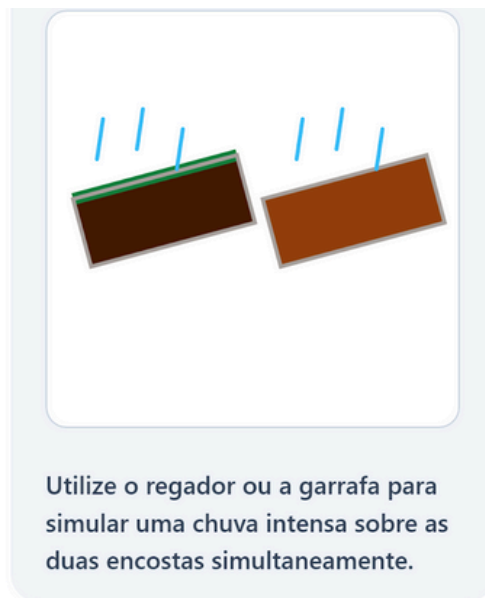 Utilize o regador ou a garrafa para
simular uma chuva intensa sobre as
duas encostas simultaneamente.